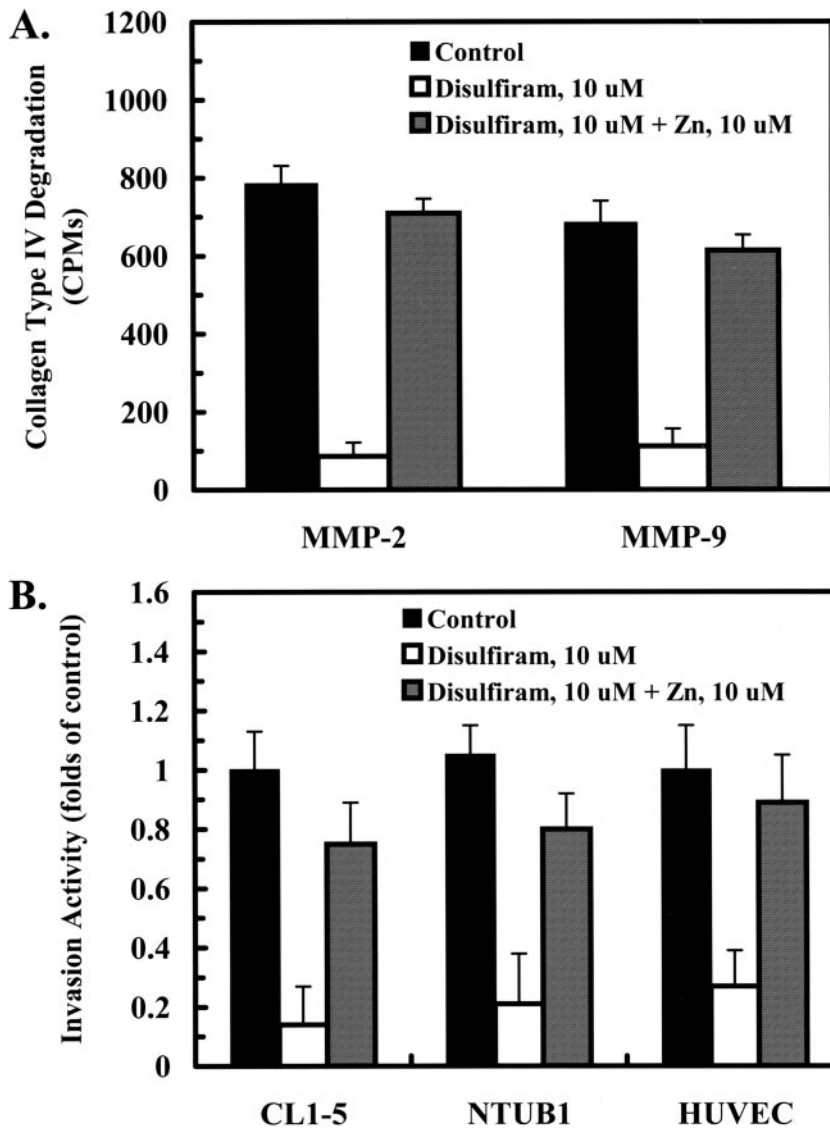 A.
1200
1000
800
600
400
200
0
Collagen Type IV Degradation
(CPMs)
Control
Disulfiram, 10 uM
Disulfiram, 10 uM + Zn, 10 uM
MMP-2 MMP-9
B.
1.6
1.4
1.2
1
0.8
0.6
0.4
0.2
0
Invasion Activity (folds of control)
Control
Disulfiram, 10 uM
Disulfiram, 10 uM + Zn, 10 uM
CL1-5 NTUB1 HUVEC